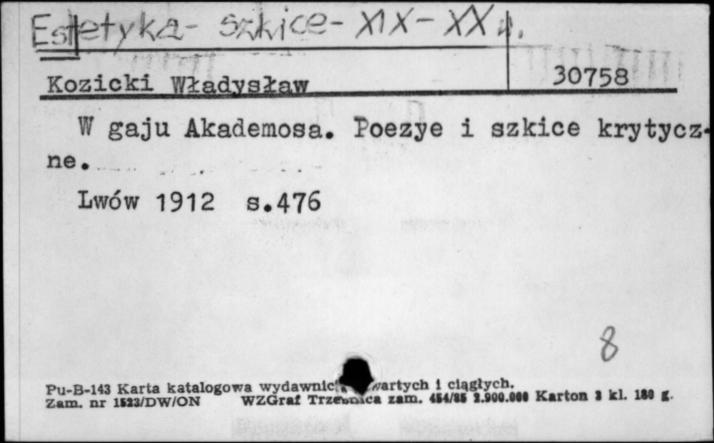 Estetyka - szkice - XIX - XX w.
Kozicki Władysław 30758
W gaju Akademosa. Poezye i szkice krytycz-
ne.
Lwów 1912 s.476
8
Pu-B-143 Karta katalogowa wydawnic wartych i ciągłych.
Zam. nr 1523/DW/ON WZGraf Trzebnica zam. 454/85 2.900.000 Karton 3 kl. 180 g.